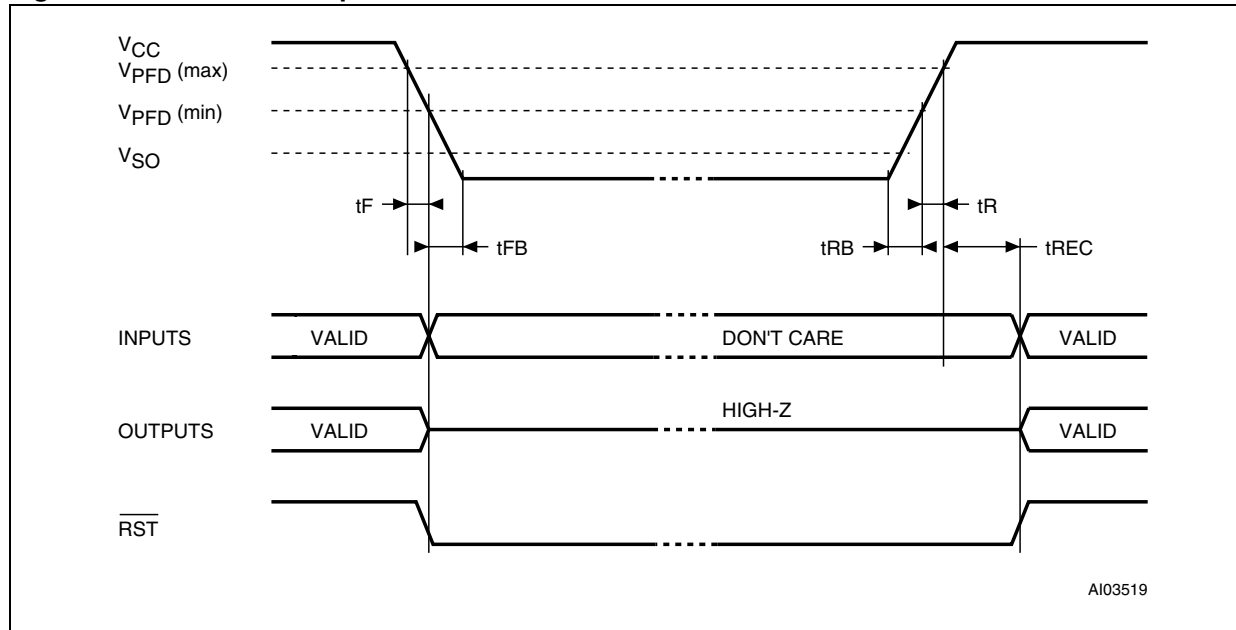 VCC
VPFD (max)
VPFD (min)
VSO
tF
tR
tFB
tRB
tREC
INPUTS VALID DON'T CARE VALID
HIGH-Z
OUTPUTS VALID VALID
RST
AI03519